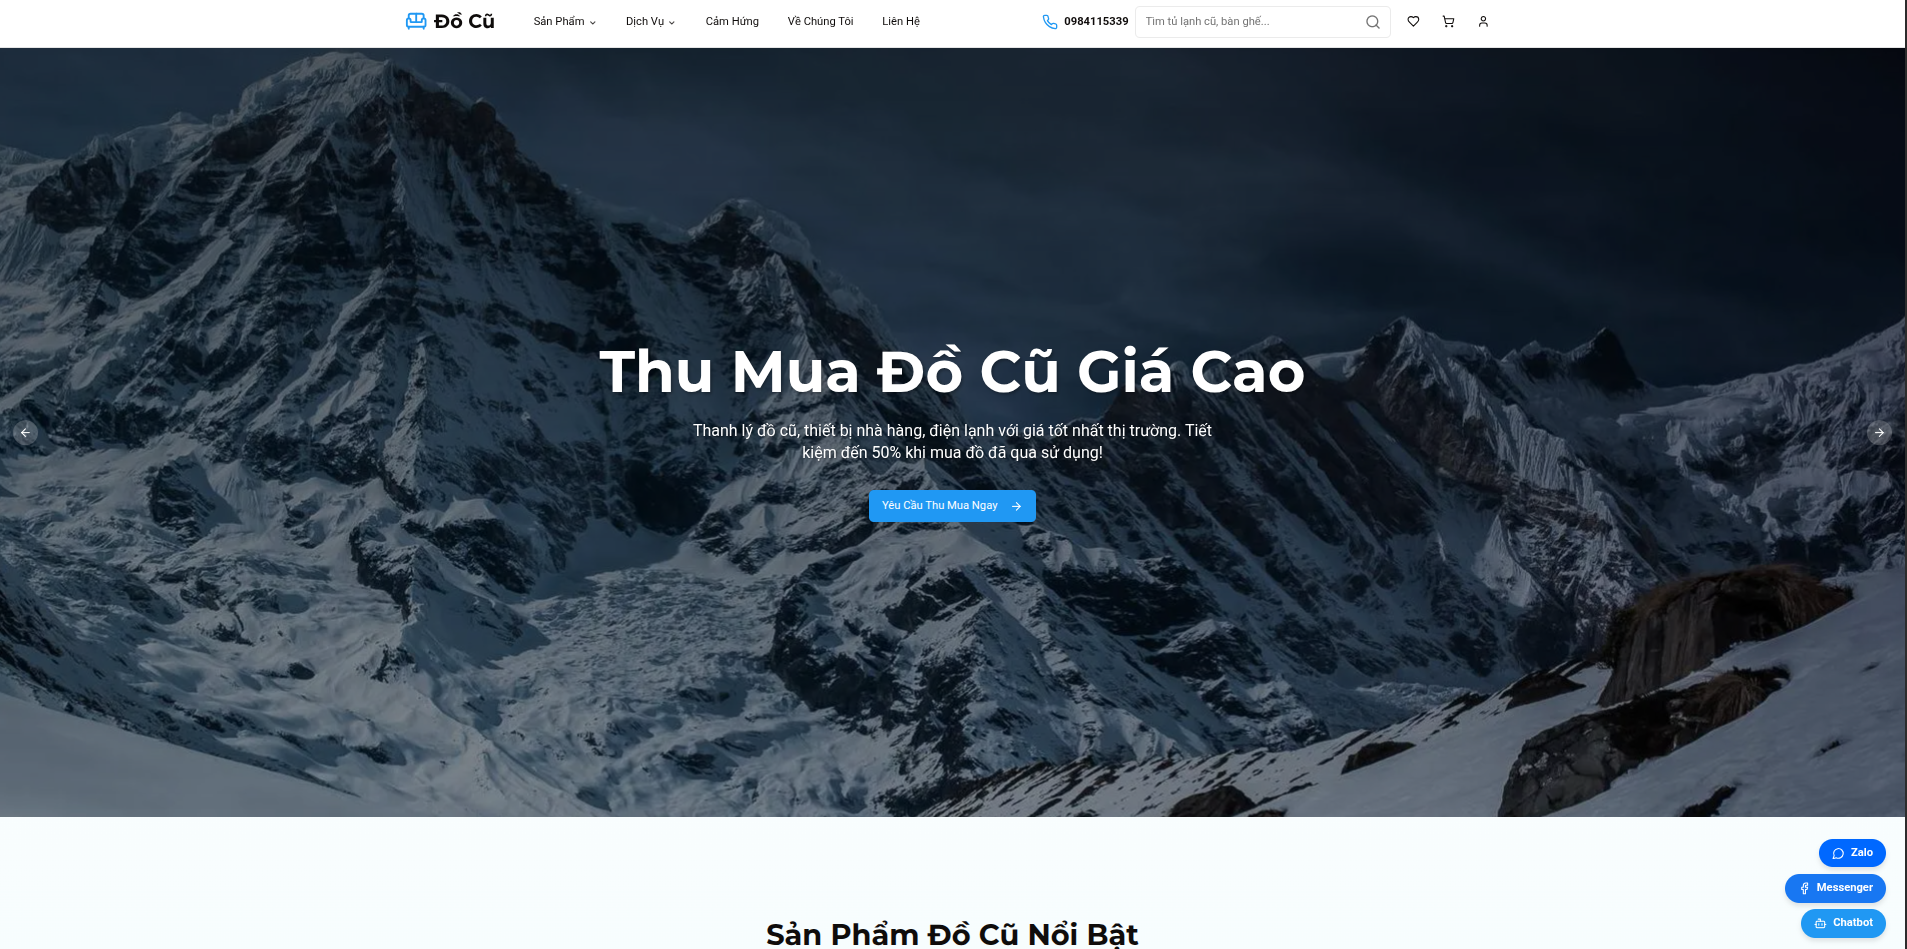 Đồ Cũ
Sản Phẩm
Dịch Vụ
Cảm Hứng
Về Chúng Tôi
Liên Hệ
0984115339
Tìm tủ lạnh cũ, bàn ghế...
Thu Mua Đồ Cũ Giá Cao
Thanh lý đồ cũ, thiết bị nhà hàng, điện lạnh với giá tốt nhất thị trường. Tiết
kiệm đến 50% khi mua đồ đã qua sử dụng!
Yêu Cầu Thu Mua Ngay
Zalo
Messenger
Chatbot
Sản Phẩm Đồ Cũ Nổi Bật